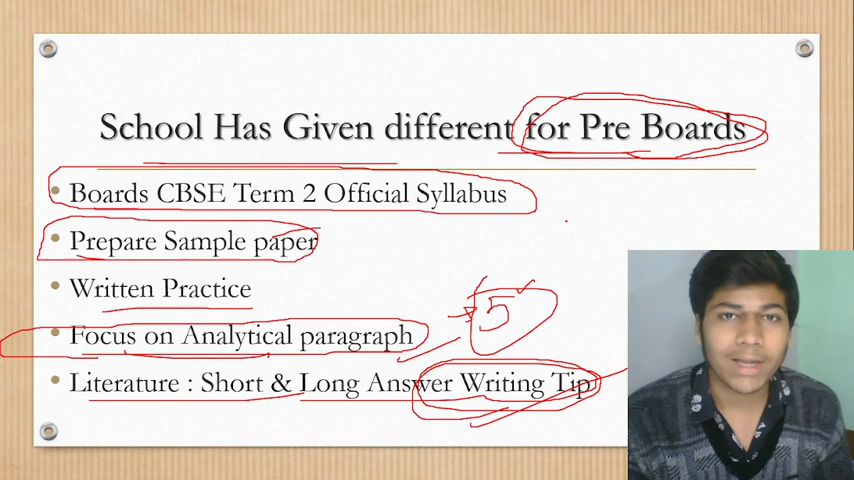 School Has Given different for Pre Boards
Boards CBSE Term 2 Official Syllabus
Prepare Sample paper
Written Practice
Focus on Analytical paragraph
5
Literature : Short & Long Answer Writing Tip